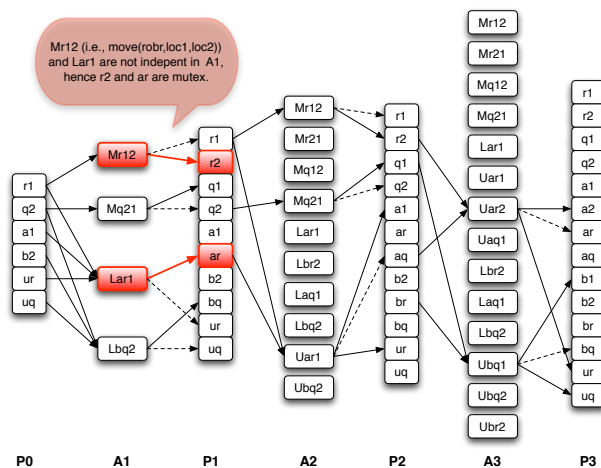 Mr12 (i.e., move(robr,loc1,loc2))
and Lar1 are not indepent in A1,
hence r2 and ar are mutex.
r1
q2
a1
b2
ur
uq
Mr12
Mq21
Lar1
Lbq2
r1
r2
q1
q2
a1
ar
b2
bq
ur
uq
Mr12
Mr21
Mq12
Mq21
Lar1
Lbr2
Laq1
Lbq2
Uar1
Ubq2
r1
r2
q1
q2
a1
ar
aq
b2
br
bq
ur
uq
Mr12
Mr21
Mq12
Mq21
Lar1
Uar1
Uar2
Uaq1
Lbr2
Laq1
Lbq2
Ubq1
Ubq2
Ubr2
r1
r2
q1
q2
a1
a2
ar
aq
b1
b2
br
bq
ur
uq
P0 A1 P1 A2 P2 A3 P3